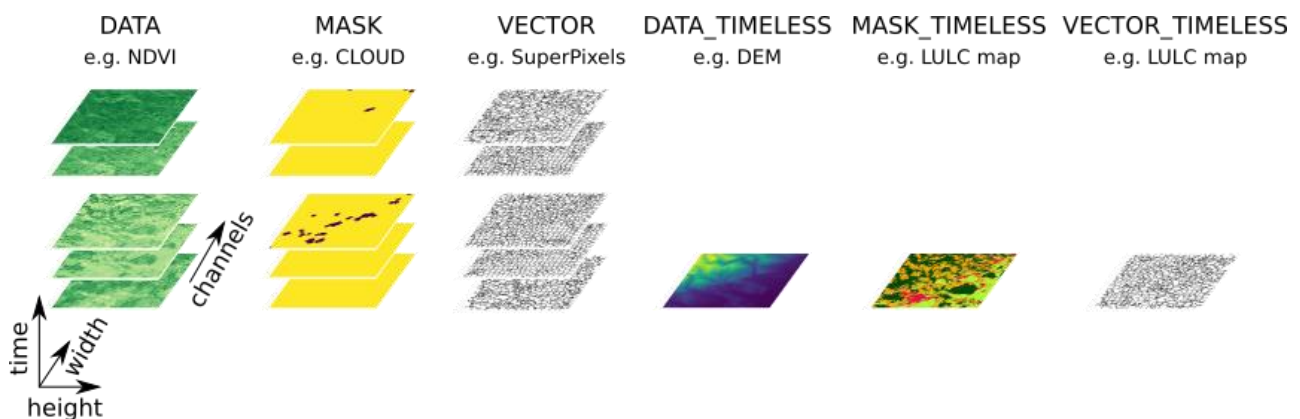 DATA
e.g. NDVI
MASK
e.g. CLOUD
VECTOR
e.g. SuperPixels
DATA_TIMELESS
e.g. DEM
MASK_TIMELESS
e.g. LULC map
VECTOR_TIMELESS
e.g. LULC map
channels
time
width
height